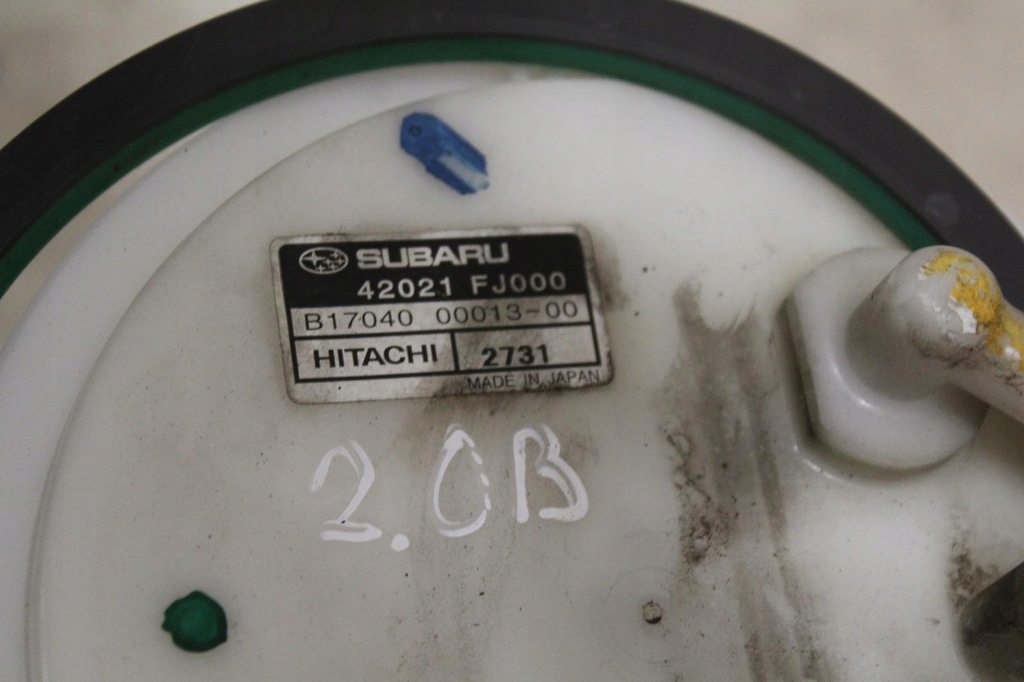 SUBARU
42021 FJ000
B17040 00013-00
HITACHI 2731
MADE IN JAPAN
2.0B